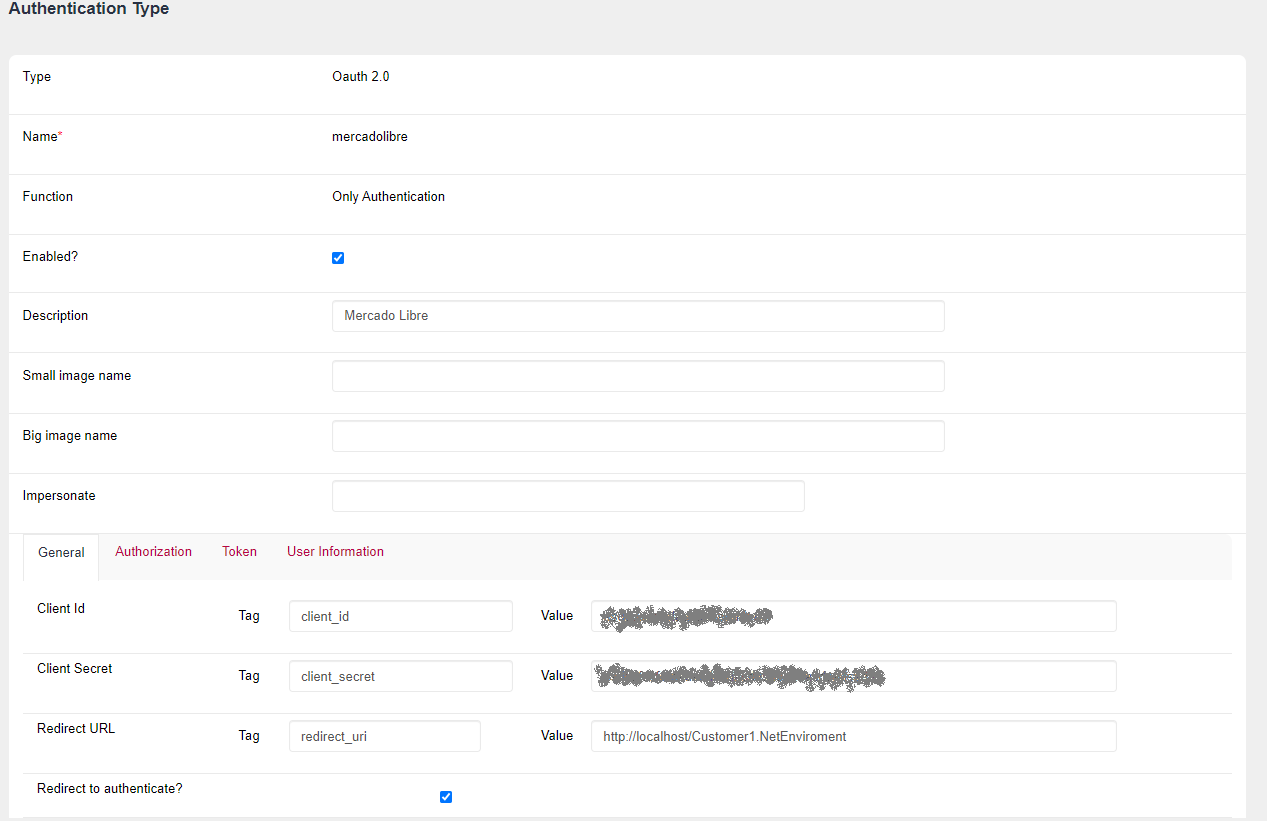 Authentication Type
Type Oauth 2.0
Name* mercadolibre
Function Only Authentication
Enabled?
Description Mercado Libre
Small image name
Big image name
Impersonate
General Authorization Token User Information
Client Id Tag client_id Value
Client Secret Tag client_secret Value
Redirect URL Tag redirect_uri Value http://localhost/Customer1.NetEnviroment
Redirect to authenticate?